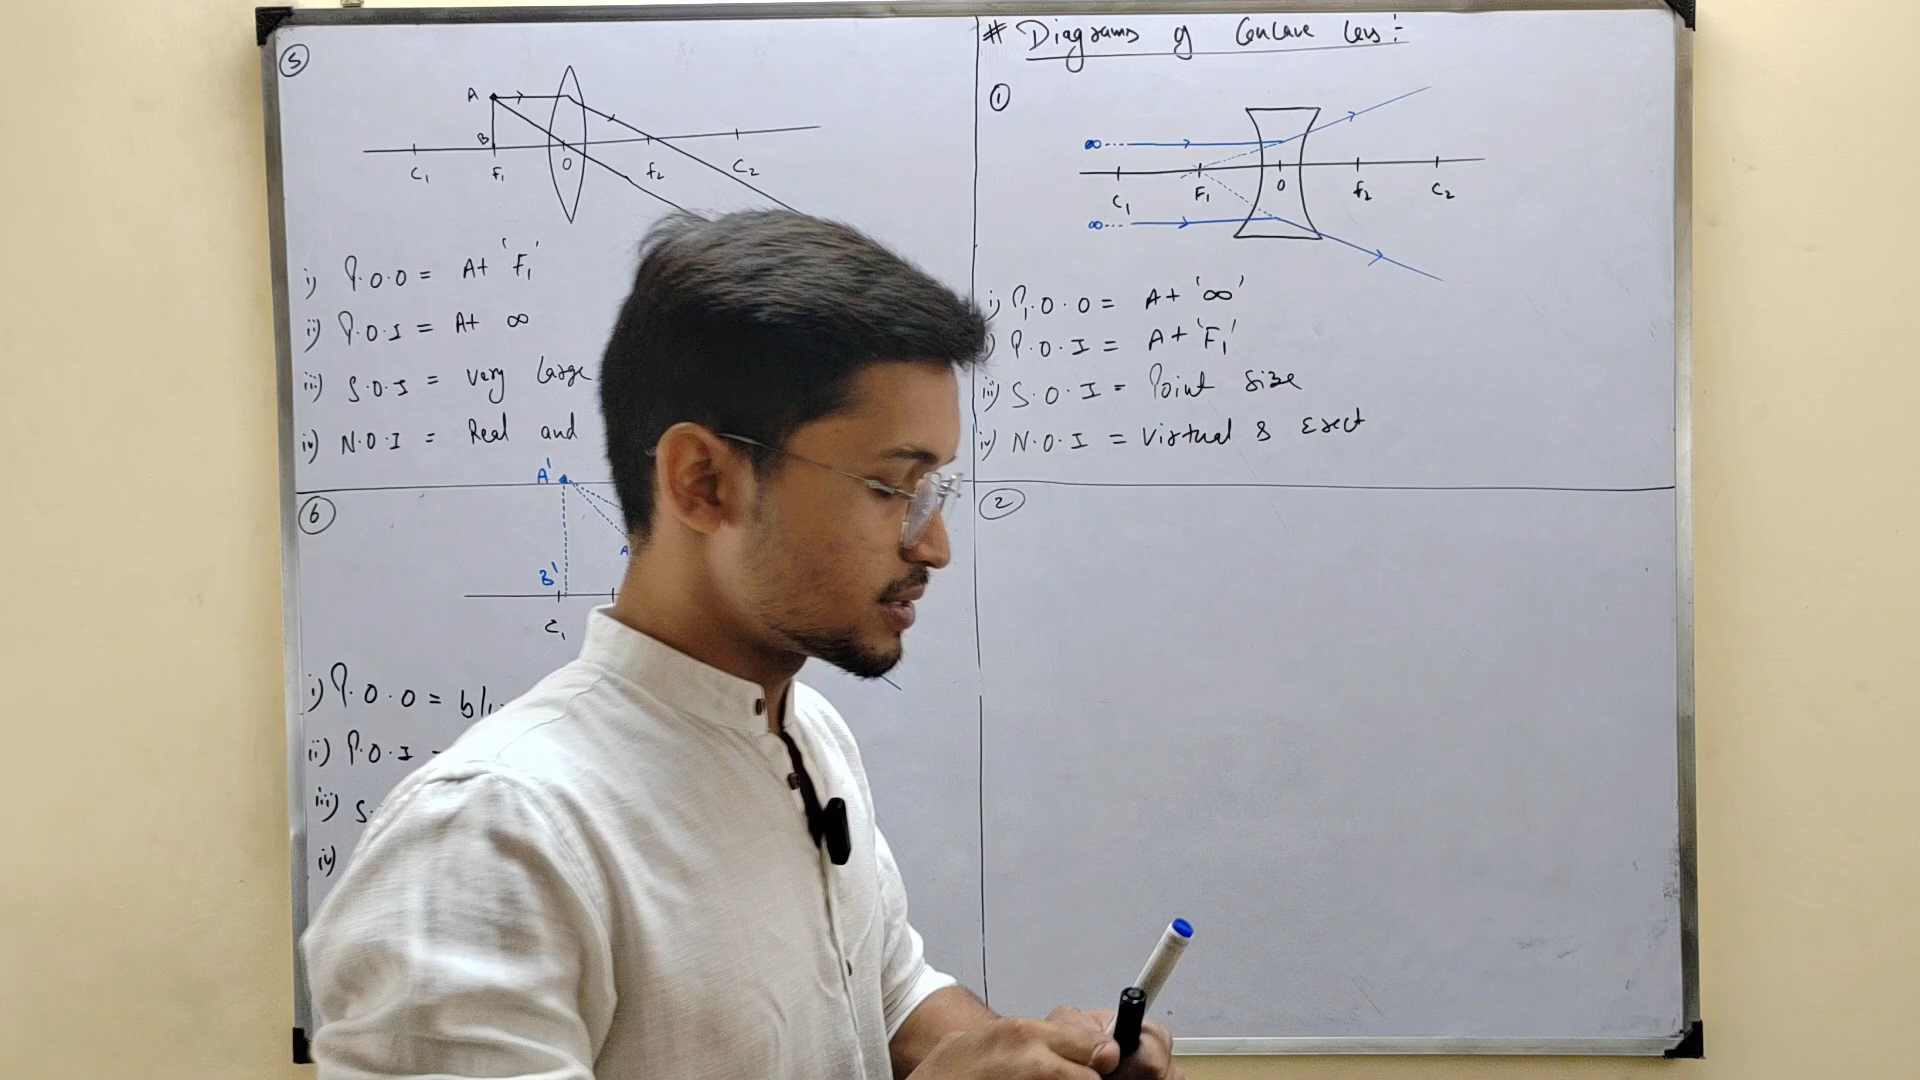 5
A
B
C₁ F₁ O f₂ C₂
i) P.O.O = At 'F₁'
ii) P.O.I = At ∞
iii) S.O.I = very large
iv) N.O.I = Real and
6
A'
A
B'
C₁
i) P.O.O = b/
ii) P.O.I -
iii) S.
iv)
# Diagrams of Concave lens:-
1
∞
C₁ F₁ O f₂ C₂
∞
i) P.O.O = At '∞'
) P.O.I = At 'F₁'
iii) S.O.I = Point Size
iv) N.O.I = Virtual & Erect
2